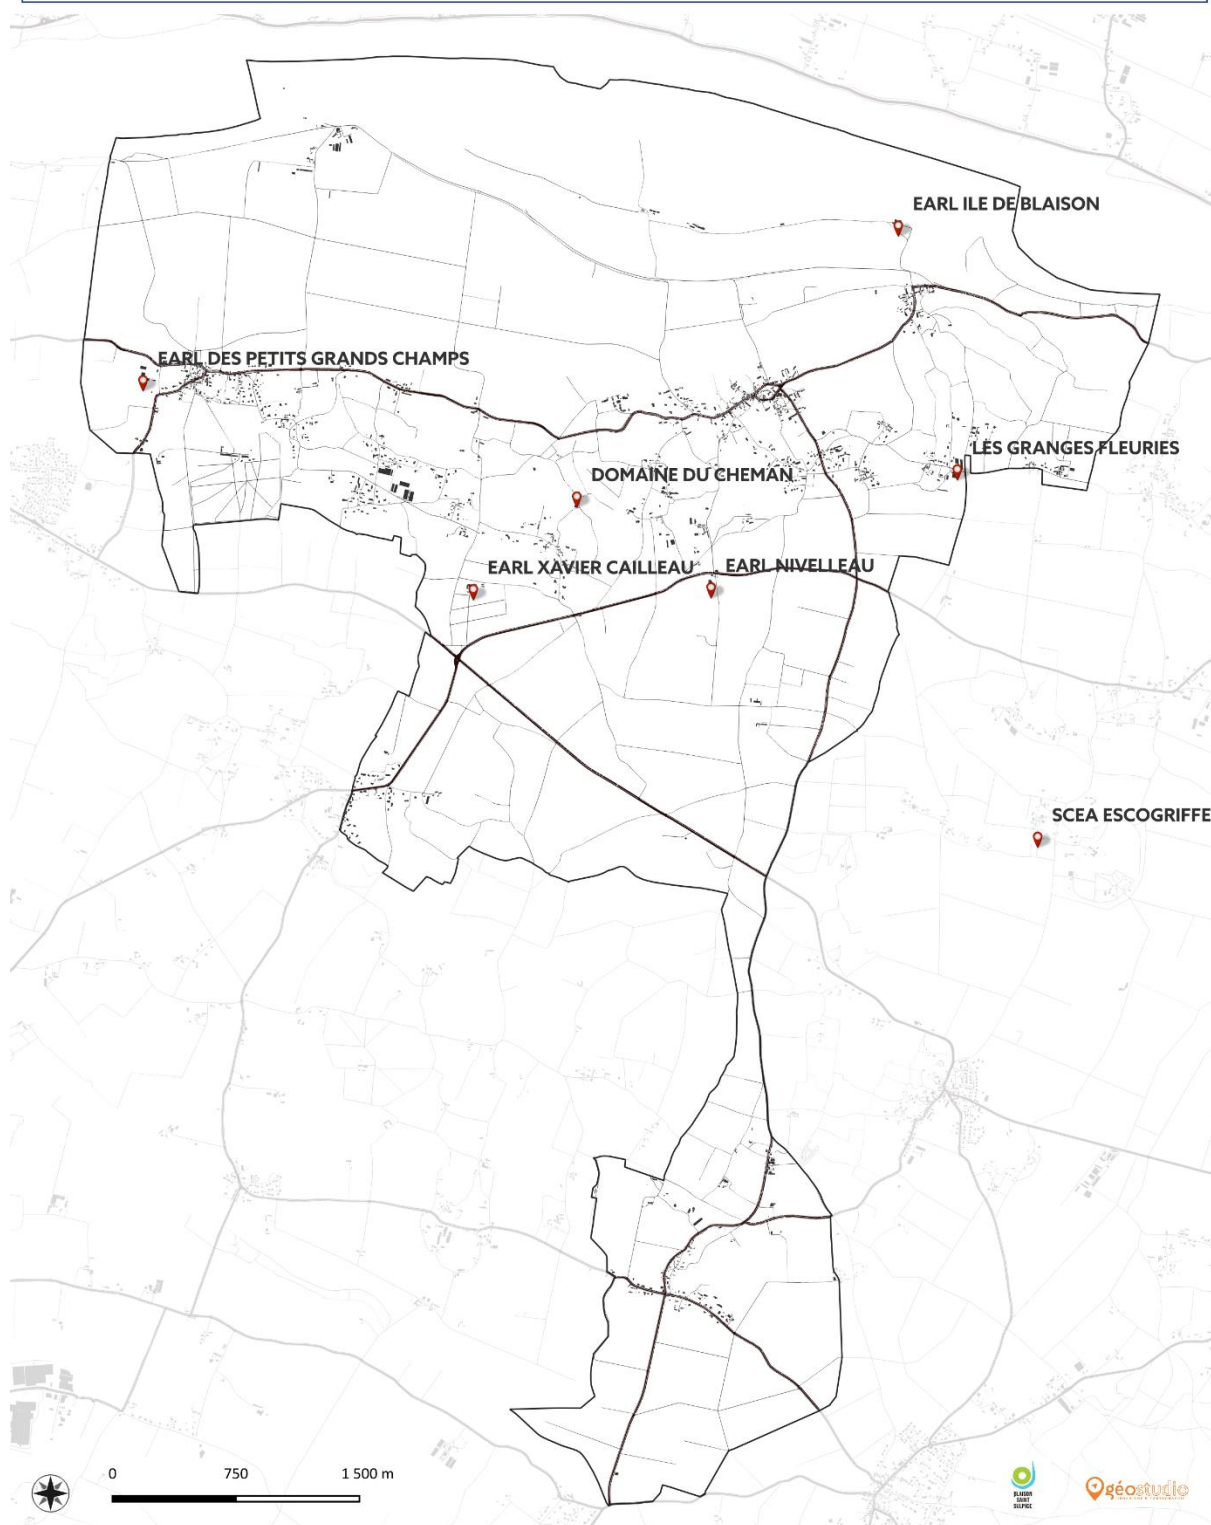 EARL ILE DE BLAISON
EARL DES PETITS GRANDS CHAMPS
LES GRANGES FLEURIES
DOMAINE DU CHEMAN
EARL XAVIER CAILLEAU
EARL NIVELLEAU
SCEA ESCOGRIFFE
0 750 1 500 m
BLAISON
SAINT
SULPICE
géostudio